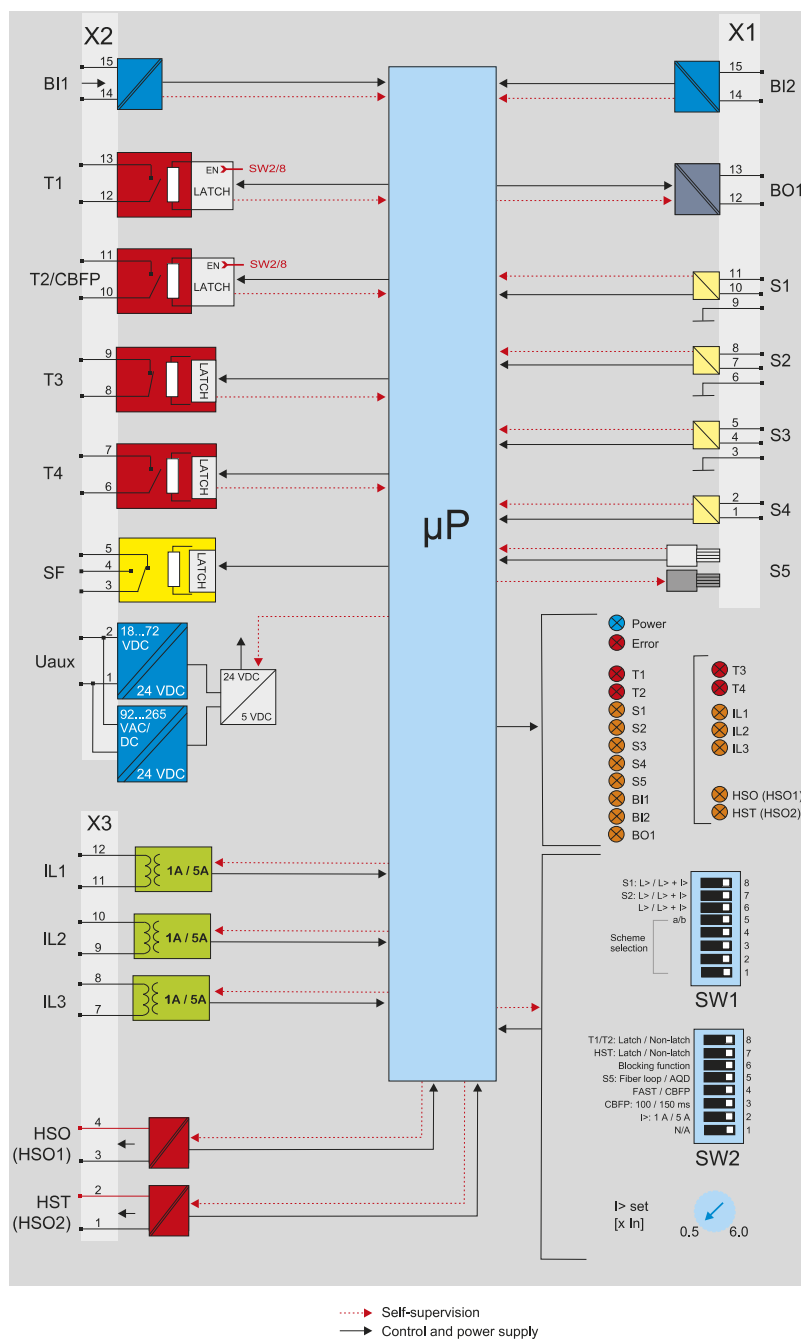 X2
15
BI1
14
13
T1
12
EN
SW2/8
LATCH
11
T2/CBFP
10
EN
SW2/8
LATCH
9
T3
8
LATCH
7
T4
6
LATCH
5
SF
4
3
LATCH
2
Uaux
1
18...72
VDC
24 VDC
92...265
VAC/
DC
24 VDC
24 VDC
5 VDC
X3
12
IL1
11
1A / 5A
10
IL2
9
1A / 5A
8
IL3
7
1A / 5A
4
HSO
(HSO1)
3
2
HST
(HSO2)
1
µP
X1
15
BI2
14
13
BO1
12
11
S1
10
9
8
S2
7
6
5
S3
4
3
2
S4
1
S5
Power
Error
T1
T2
S1
S2
S3
S4
S5
BI1
BI2
BO1
T3
T4
IL1
IL2
IL3
HSO (HSO1)
HST (HSO2)
S1: L> / L> + I> 8
S2: L> / L> + I> 7
L> / L> + I> 6
a/b 5
4
Scheme
selection
3
2
1
SW1
T1/T2: Latch / Non-latch 8
HST: Latch / Non-latch 7
Blocking function 6
S5: Fiber loop / AQD 5
FAST / CBFP 4
CBFP: 100 / 150 ms 3
I>: 1 A / 5 A 2
N/A 1
SW2
I> set
[x In]
0.5 6.0
Self-supervision
Control and power supply